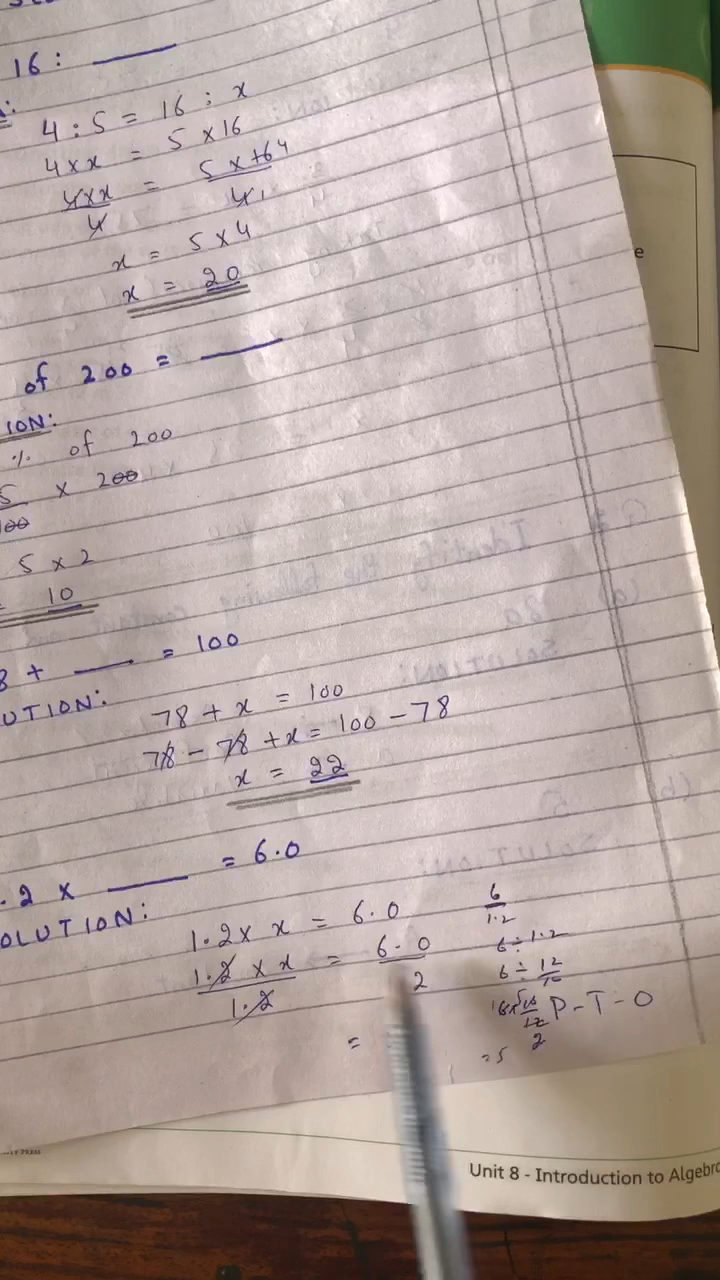 16 : ____
4 : 5 = 16 : x
4 × x = 5 × 16
4 × x = 5 × 16 4
4 4 1
x = 5 × 4
x = 20
e
of 200 = ____
ION:
% of 200
5 × 200
100
5 × 2
= 10
8 + ____ = 100
UTION:
78 + x = 100
78 - 78 + x = 100 - 78
x = 22
.2 × ____ = 6.0
OLUTION:
1.2 × x = 6.0
1.2 × x = 6.0
1.2 2
=
6
1.2
6 ÷ 1.2
6 ÷ 12
10
P-T-O
2
= 5
Unit 8 - Introduction to Algebra